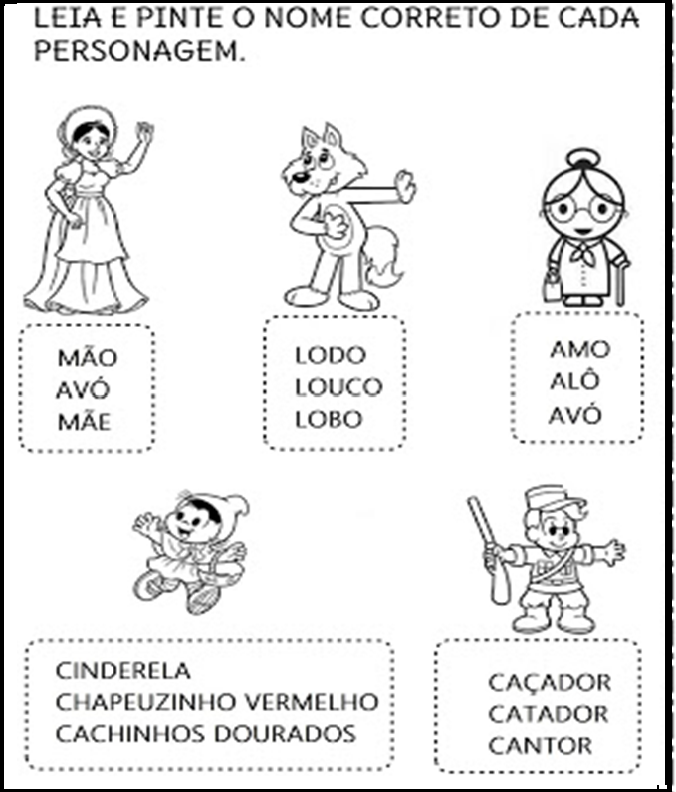 LEIA E PINTE O NOME CORRETO DE CADA
PERSONAGEM.
MÃO
AVÓ
MÃE
LODO
LOUCO
LOBO
AMO
ALÔ
AVÓ
CINDERELA
CHAPEUZINHO VERMELHO
CACHINHOS DOURADOS
CAÇADOR
CATADOR
CANTOR